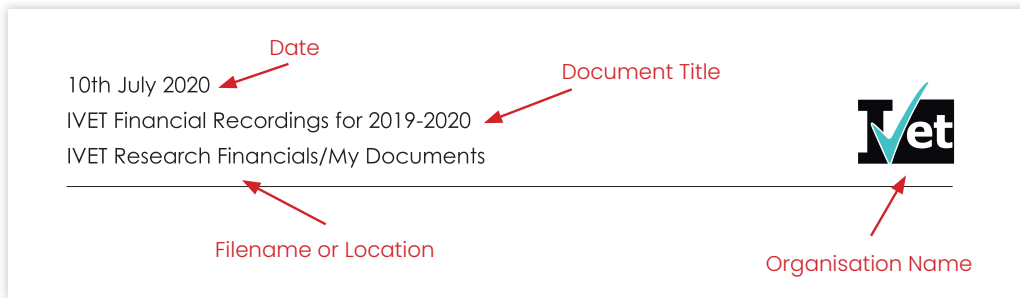 Date
10th July 2020
Document Title
IVET Financial Recordings for 2019-2020
IVet
IVET Research Financials/My Documents
Filename or Location
Organisation Name